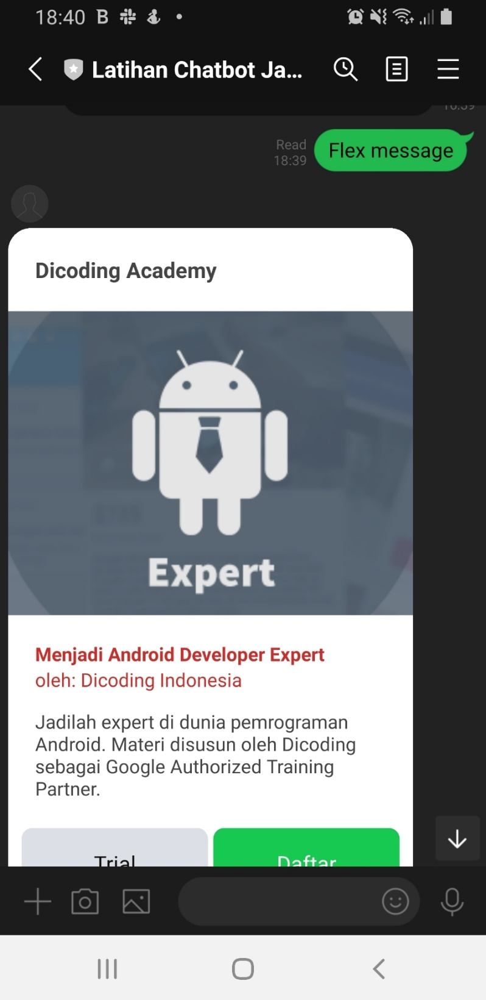 18:40
Latihan Chatbot Ja...
Read
18:39
Flex message
Dicoding Academy
Expert
Menjadi Android Developer Expert
oleh: Dicoding Indonesia
Jadilah expert di dunia pemrograman
Android. Materi disusun oleh Dicoding
sebagai Google Authorized Training
Partner.
Trial
Daftar